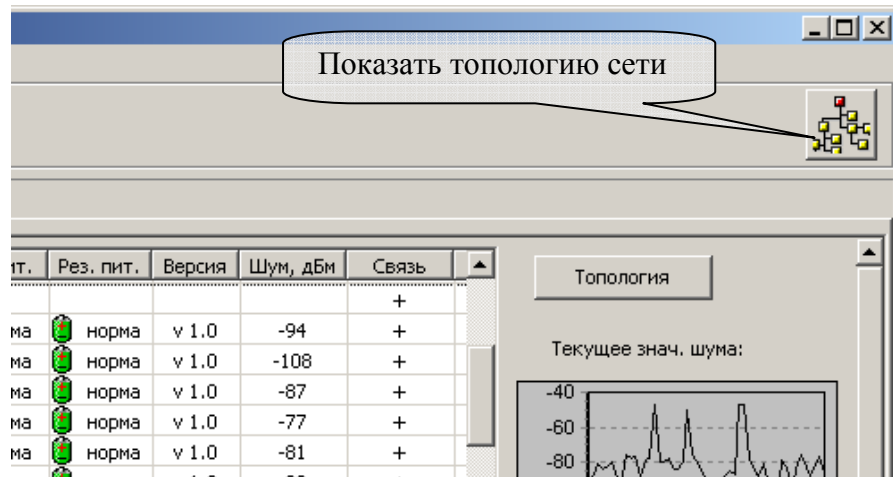 Показать топологию сети
ит. Рез. пит. Версия Шум, дБм Связь
+
ма норма v 1.0 -94 +
ма норма v 1.0 -108 +
ма норма v 1.0 -87 +
ма норма v 1.0 -77 +
ма норма v 1.0 -81 +
Топология
Текущее знач. шума:
-40
-60
-80